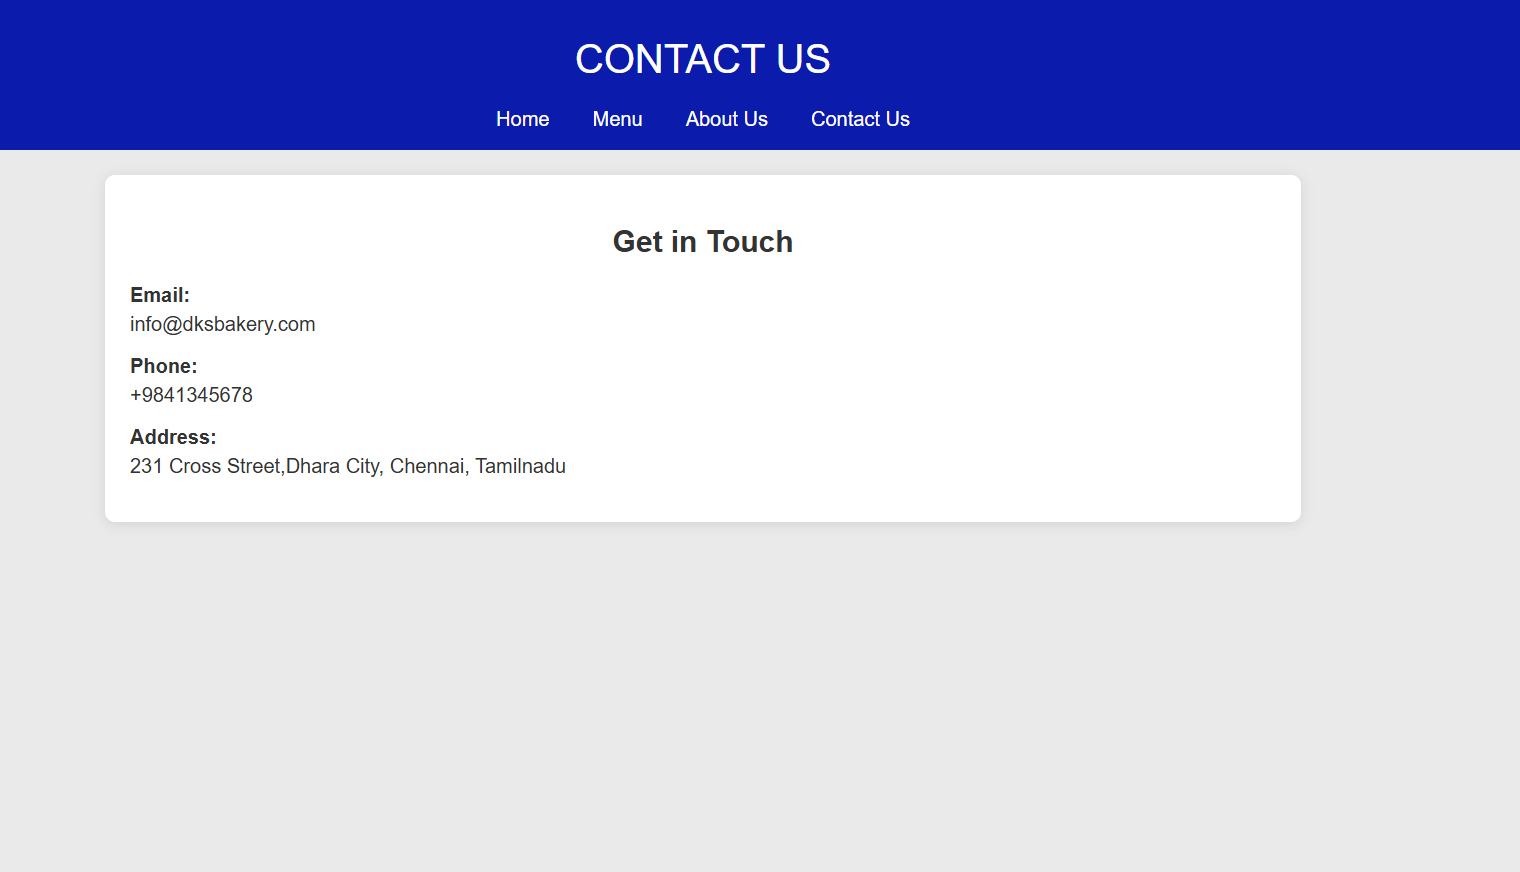 CONTACT US
Home Menu About Us Contact Us
Get in Touch
Email:
info@dksbakery.com
Phone:
+9841345678
Address:
231 Cross Street,Dhara City, Chennai, Tamilnadu